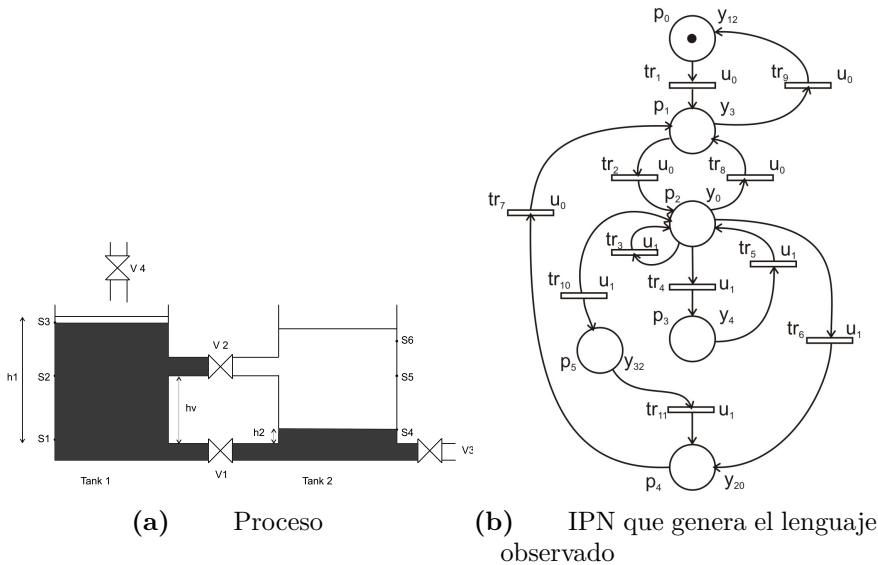 V 4
S3
h1
S2
S1
V 2
hv
h2
V1
S6
S5
S4
V3
Tank 1
Tank 2
(a) Proceso
p0 y12
tr1 u0
tr9 u0
p1 y3
tr2 u0
tr8 u0
p2 y0
tr7 u0
tr3 u1
tr5 u1
tr10 u1
tr4 u1
p3 y4
tr6 u1
p5 y32
tr11 u1
p4 y20
(b) IPN que genera el lenguaje
observado